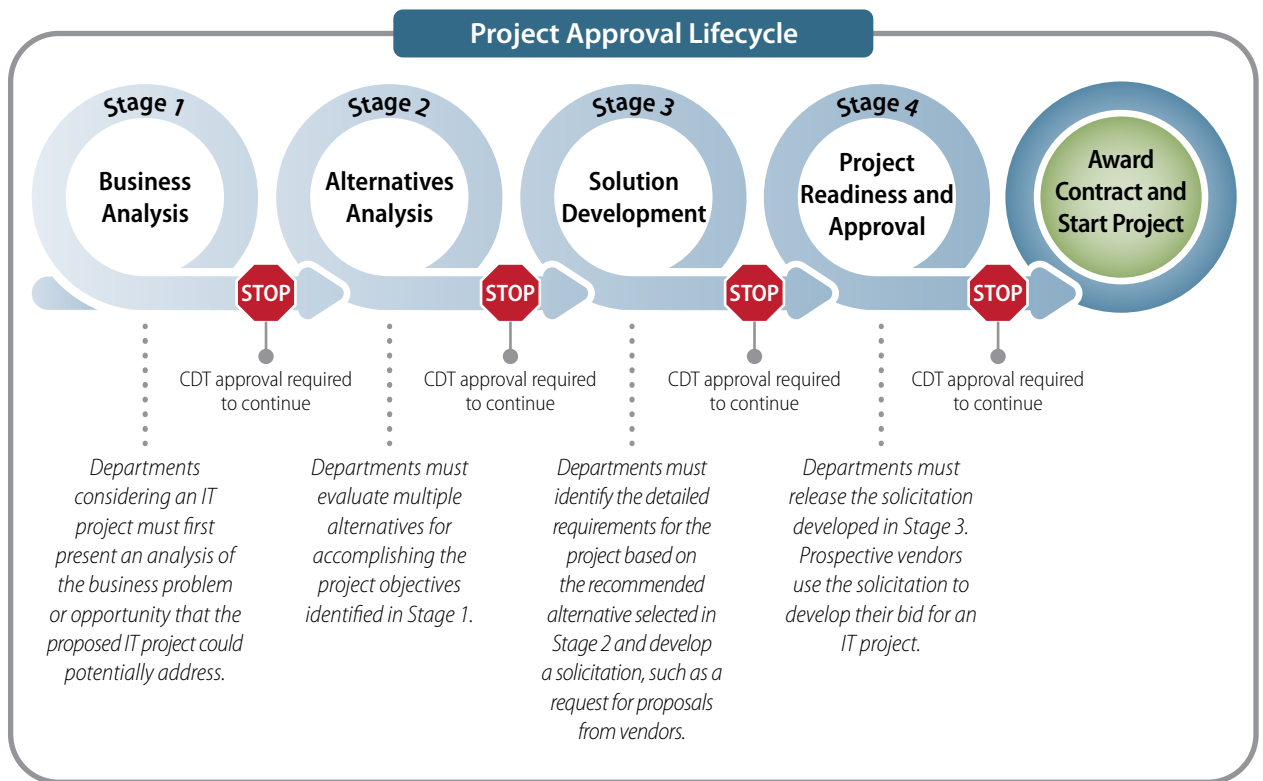 Project Approval Lifecycle
Stage 1
Business
Analysis
Stage 2
Alternatives
Analysis
Stage 3
Solution
Development
Stage 4
Project
Readiness and
Approval
Award
Contract and
Start Project
STOP
STOP
STOP
STOP
CDT approval required
to continue
CDT approval required
to continue
CDT approval required
to continue
CDT approval required
to continue
Departments
considering an IT
project must first
present an analysis of
the business problem
or opportunity that the
proposed IT project could
potentially address.
Departments must
evaluate multiple
alternatives for
accomplishing the
project objectives
identified in Stage 1.
Departments must
identify the detailed
requirements for the
project based on
the recommended
alternative selected in
Stage 2 and develop
a solicitation, such as a
request for proposals
from vendors.
Departments must
release the solicitation
developed in Stage 3.
Prospective vendors
use the solicitation to
develop their bid for an
IT project.